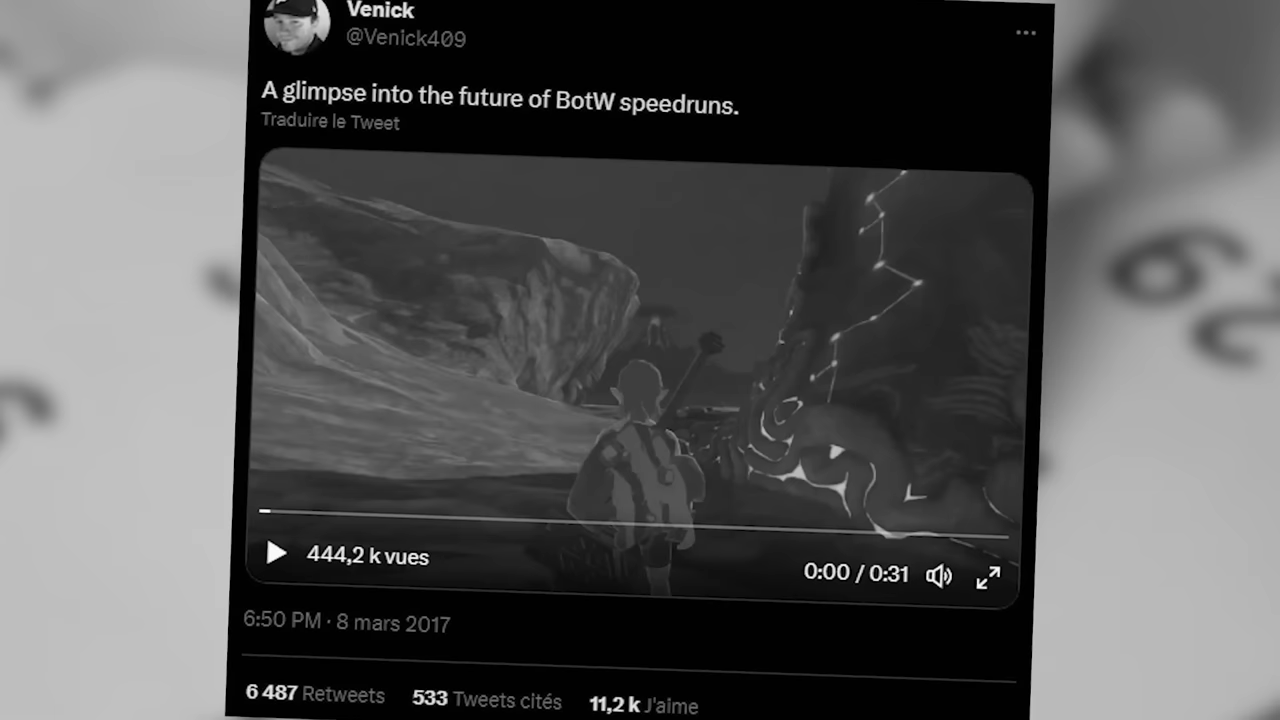 Venick
@Venick409
A glimpse into the future of BotW speedruns.
Traduire le Tweet
444,2 k vues
0:00 / 0:31
6:50 PM · 8 mars 2017
6 487 Retweets 533 Tweets cités 11,2 k J'aime